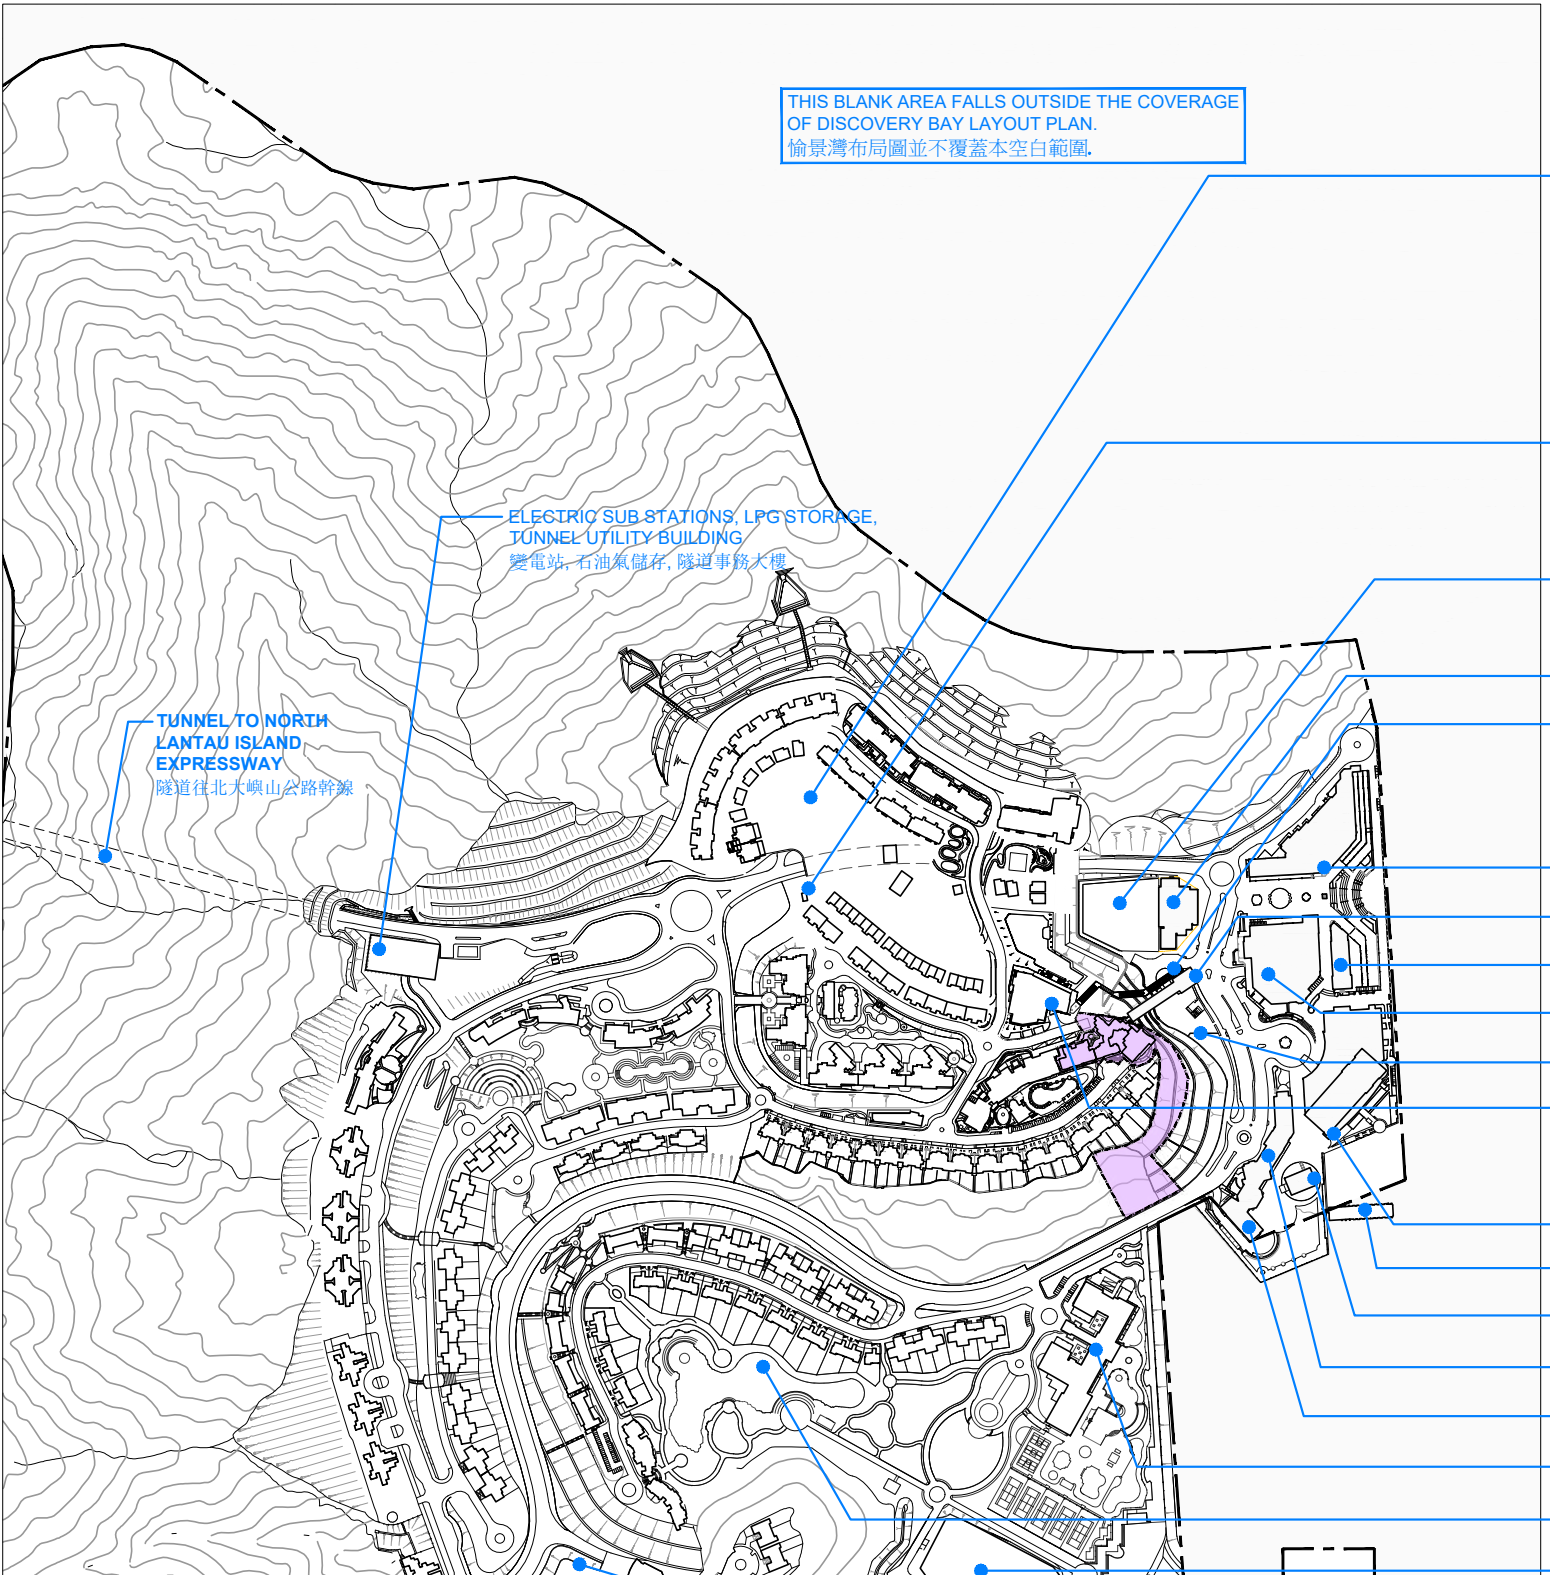 THIS BLANK AREA FALLS OUTSIDE THE COVERAGE
OF DISCOVERY BAY LAYOUT PLAN.
愉景灣布局圖並不覆蓋本空白範圍.
ELECTRIC SUB STATIONS, LPG STORAGE,
TUNNEL UTILITY BUILDING
變電站, 石油氣儲存, 隧道事務大樓
TUNNEL TO NORTH
LANTAU ISLAND
EXPRESSWAY
隧道往北大嶼山公路幹線